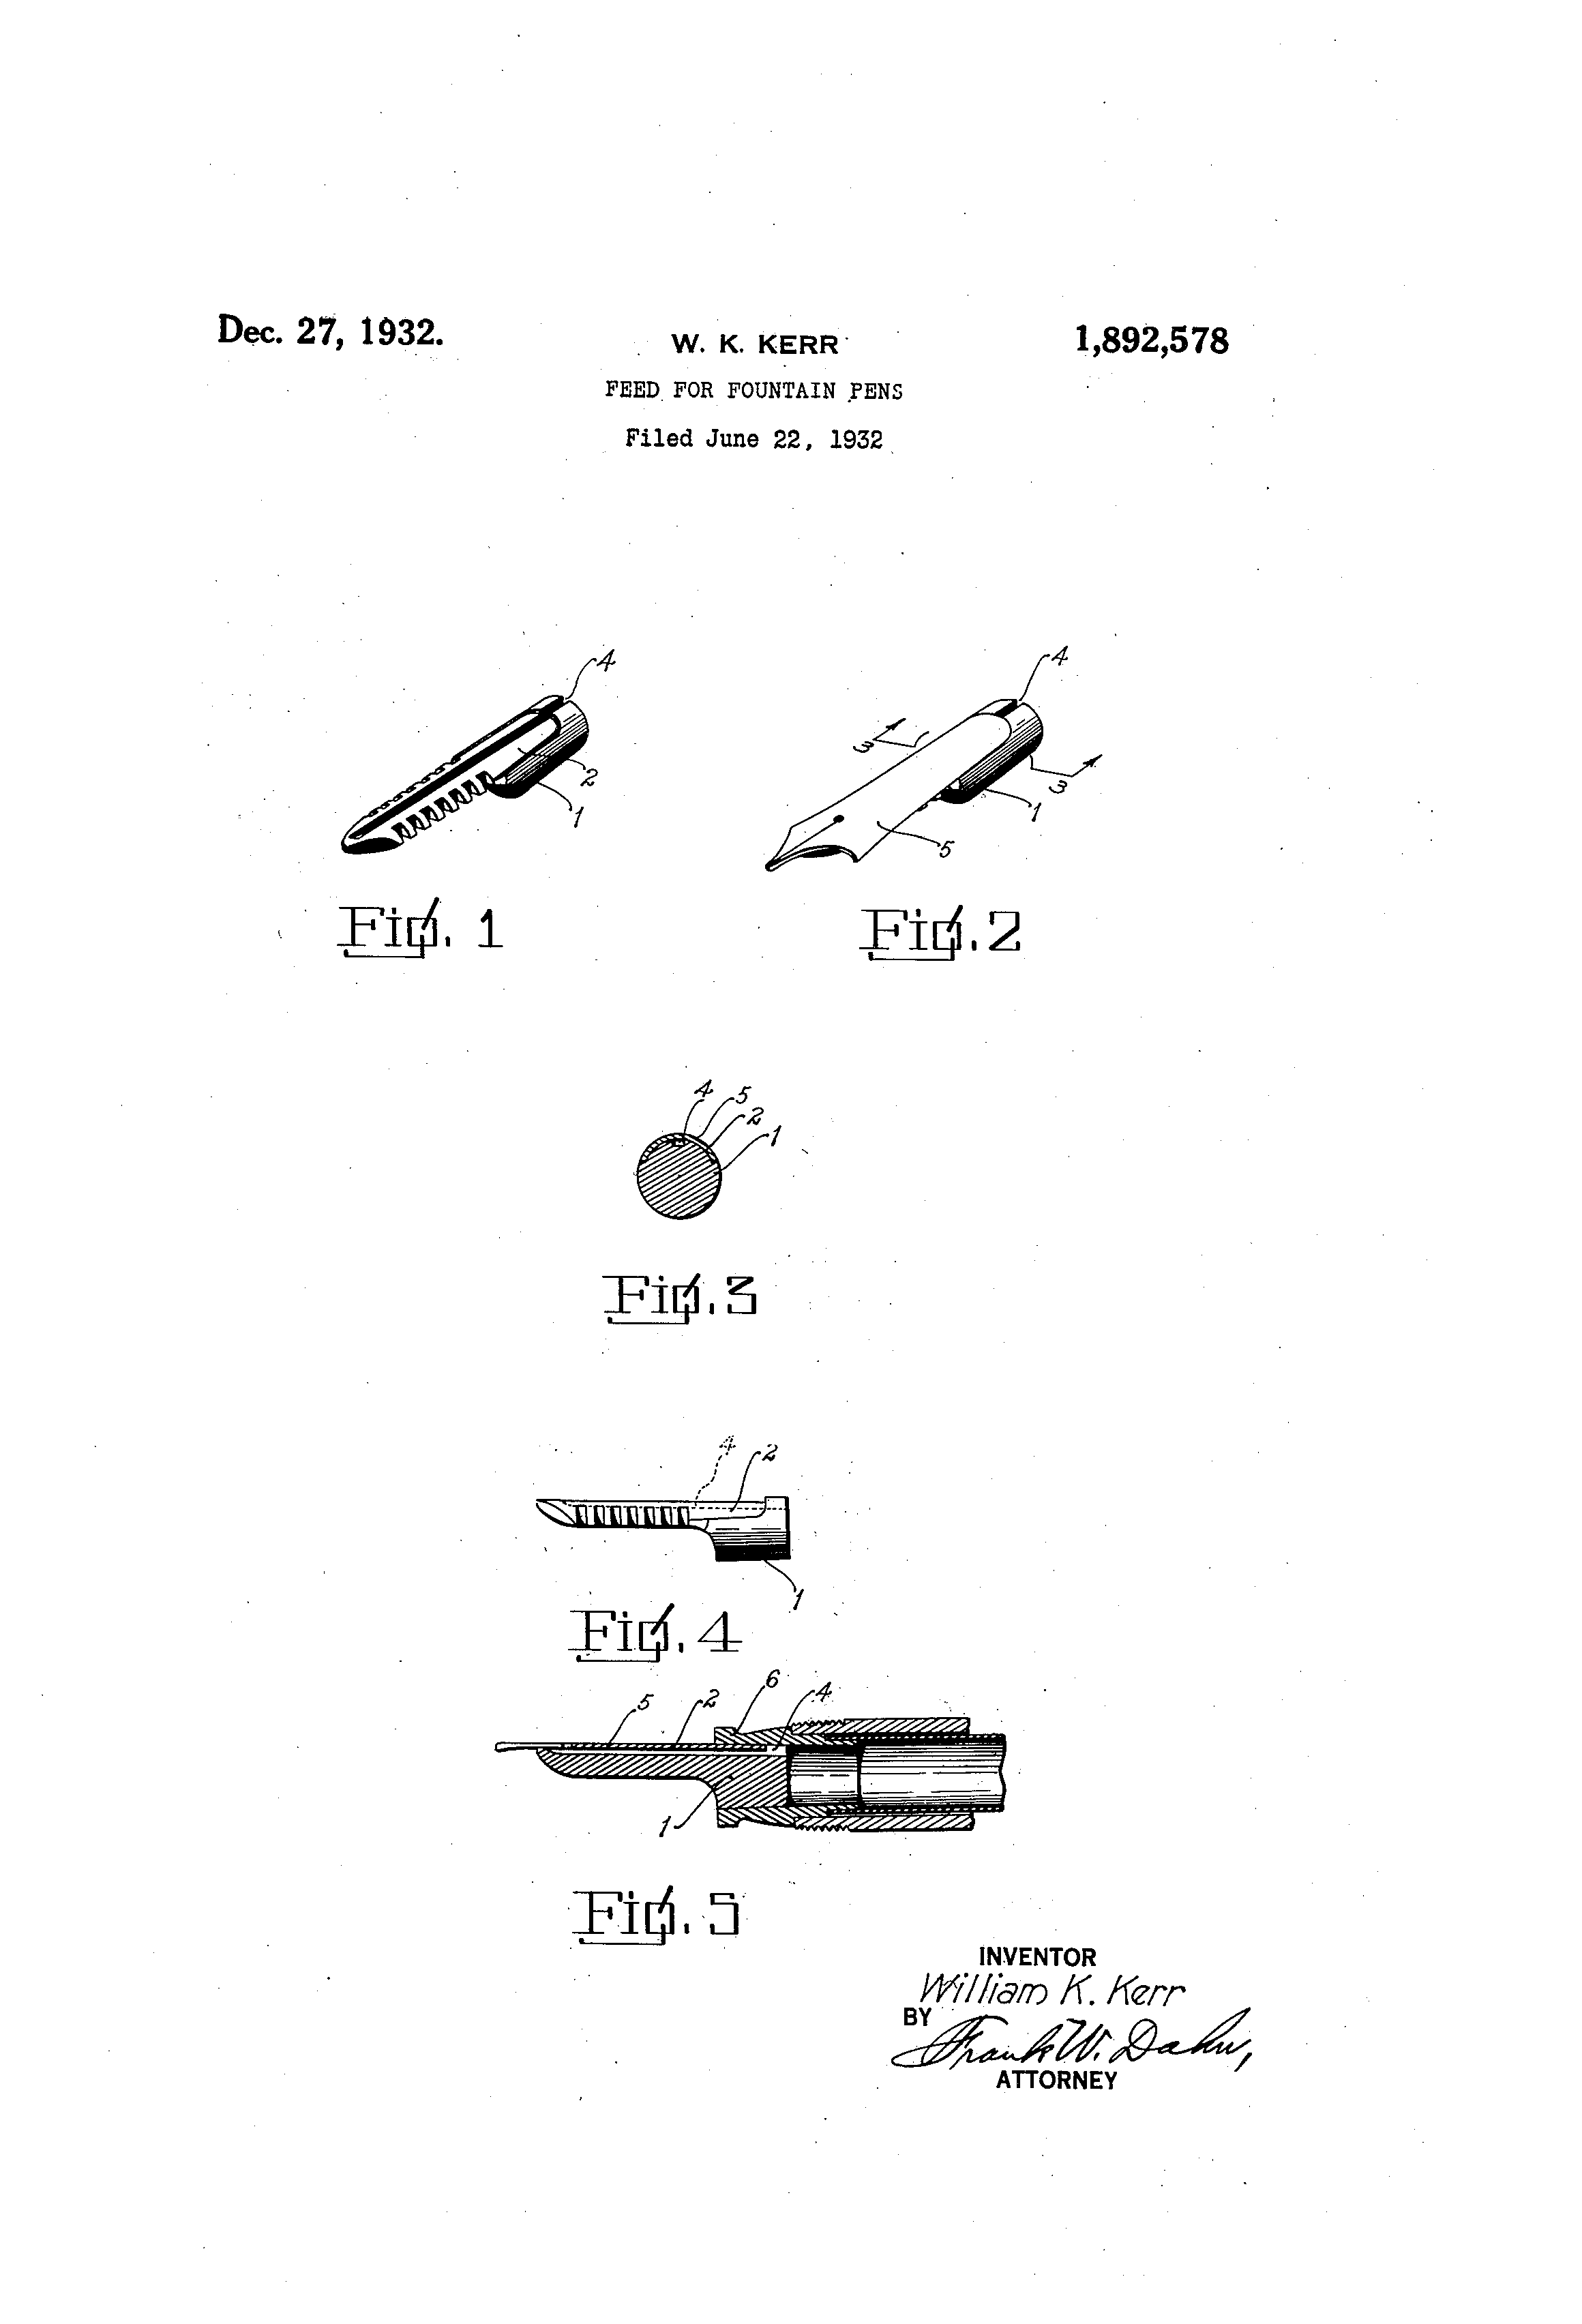 Dec. 27, 1932.
W. K. KERR
1,892,578
FEED FOR FOUNTAIN PENS
Filed June 22, 1932
4
2
1
Fig. 1
4
3
3
1
5
Fig. 2
4
5
2
1
Fig. 3
4
2
1
Fig. 4
5
2
6
4
1
Fig. 5
INVENTOR
William K. Kerr
BY
Frank W. Dahn,
ATTORNEY